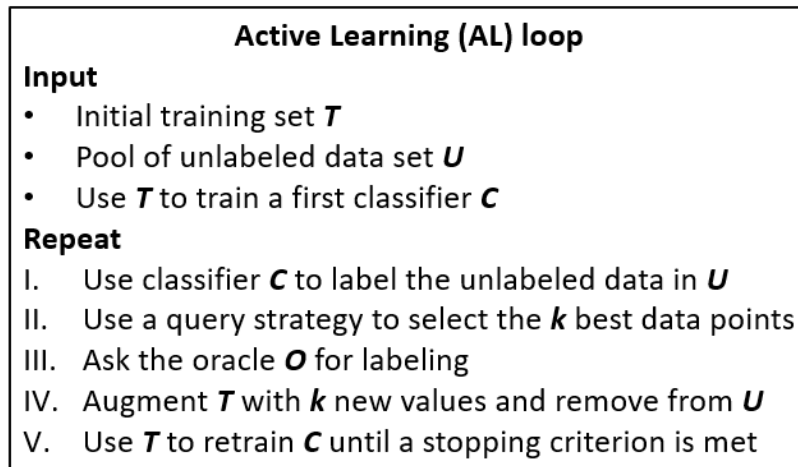 Active Learning (AL) loop
Input
• Initial training set T
• Pool of unlabeled data set U
• Use T to train a first classifier C
Repeat
I. Use classifier C to label the unlabeled data in U
II. Use a query strategy to select the k best data points
III. Ask the oracle O for labeling
IV. Augment T with k new values and remove from U
V. Use T to retrain C until a stopping criterion is met